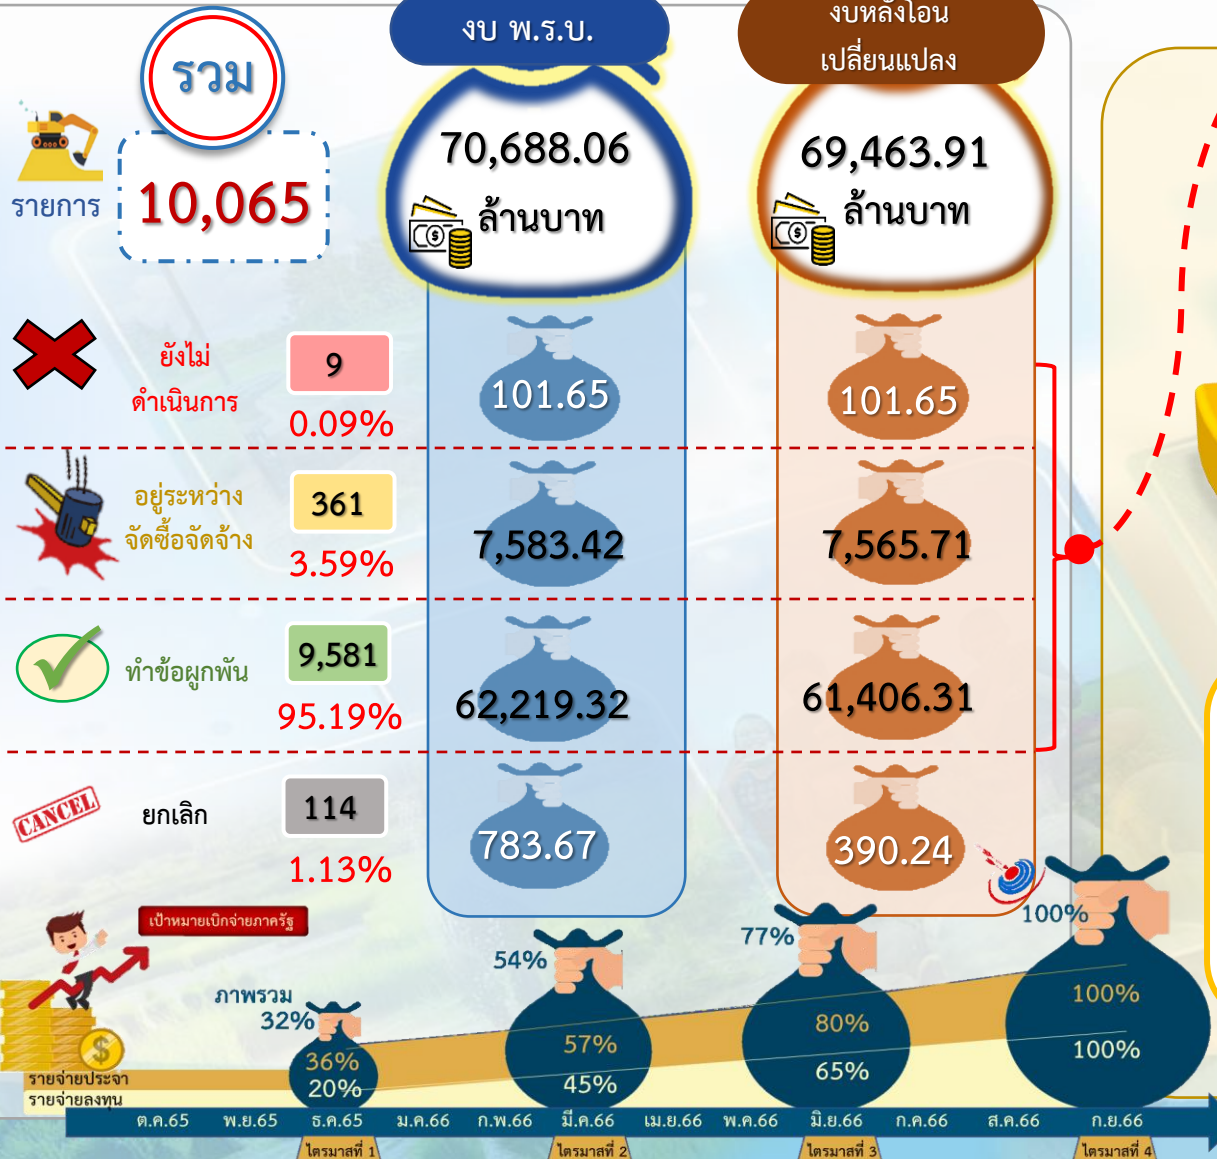 รวม
รายการ
10,065
งบ พ.ร.บ.
70,688.06
ล้านบาท
งบหลังโอน
เปลี่ยนแปลง
69,463.91
ล้านบาท
ยังไม่
ดำเนินการ
9
0.09%
101.65
101.65
อยู่ระหว่าง
จัดซื้อจัดจ้าง
361
3.59%
7,583.42
7,565.71
ทำข้อผูกพัน
9,581
95.19%
62,219.32
61,406.31
CANCEL
ยกเลิก
114
1.13%
783.67
390.24
เป้าหมายเบิกจ่ายภาครัฐ
ภาพรวม
32%
54%
77%
100%
รายจ่ายประจำ
36%
57%
80%
100%
รายจ่ายลงทุน
20%
45%
65%
100%
ต.ค.65 พ.ย.65 ธ.ค.65 ม.ค.66 ก.พ.66 มี.ค.66 เม.ย.66 พ.ค.66 มิ.ย.66 ก.ค.66 ส.ค.66 ก.ย.66
ไตรมาสที่ 1 ไตรมาสที่ 2 ไตรมาสที่ 3 ไตรมาสที่ 4